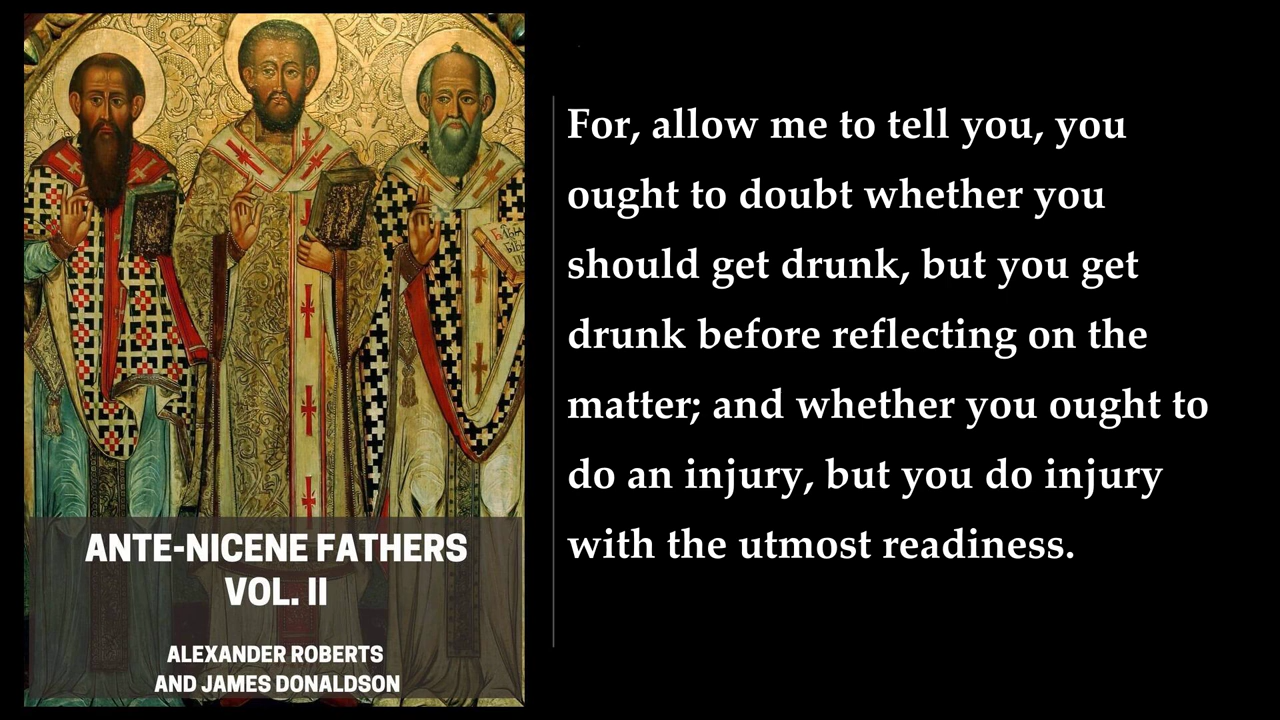 For, allow me to tell you, you
ought to doubt whether you
should get drunk, but you get
drunk before reflecting on the
matter; and whether you ought to
do an injury, but you do injury
with the utmost readiness.
ANTE-NICENE FATHERS
VOL. II
ALEXANDER ROBERTS
AND JAMES DONALDSON